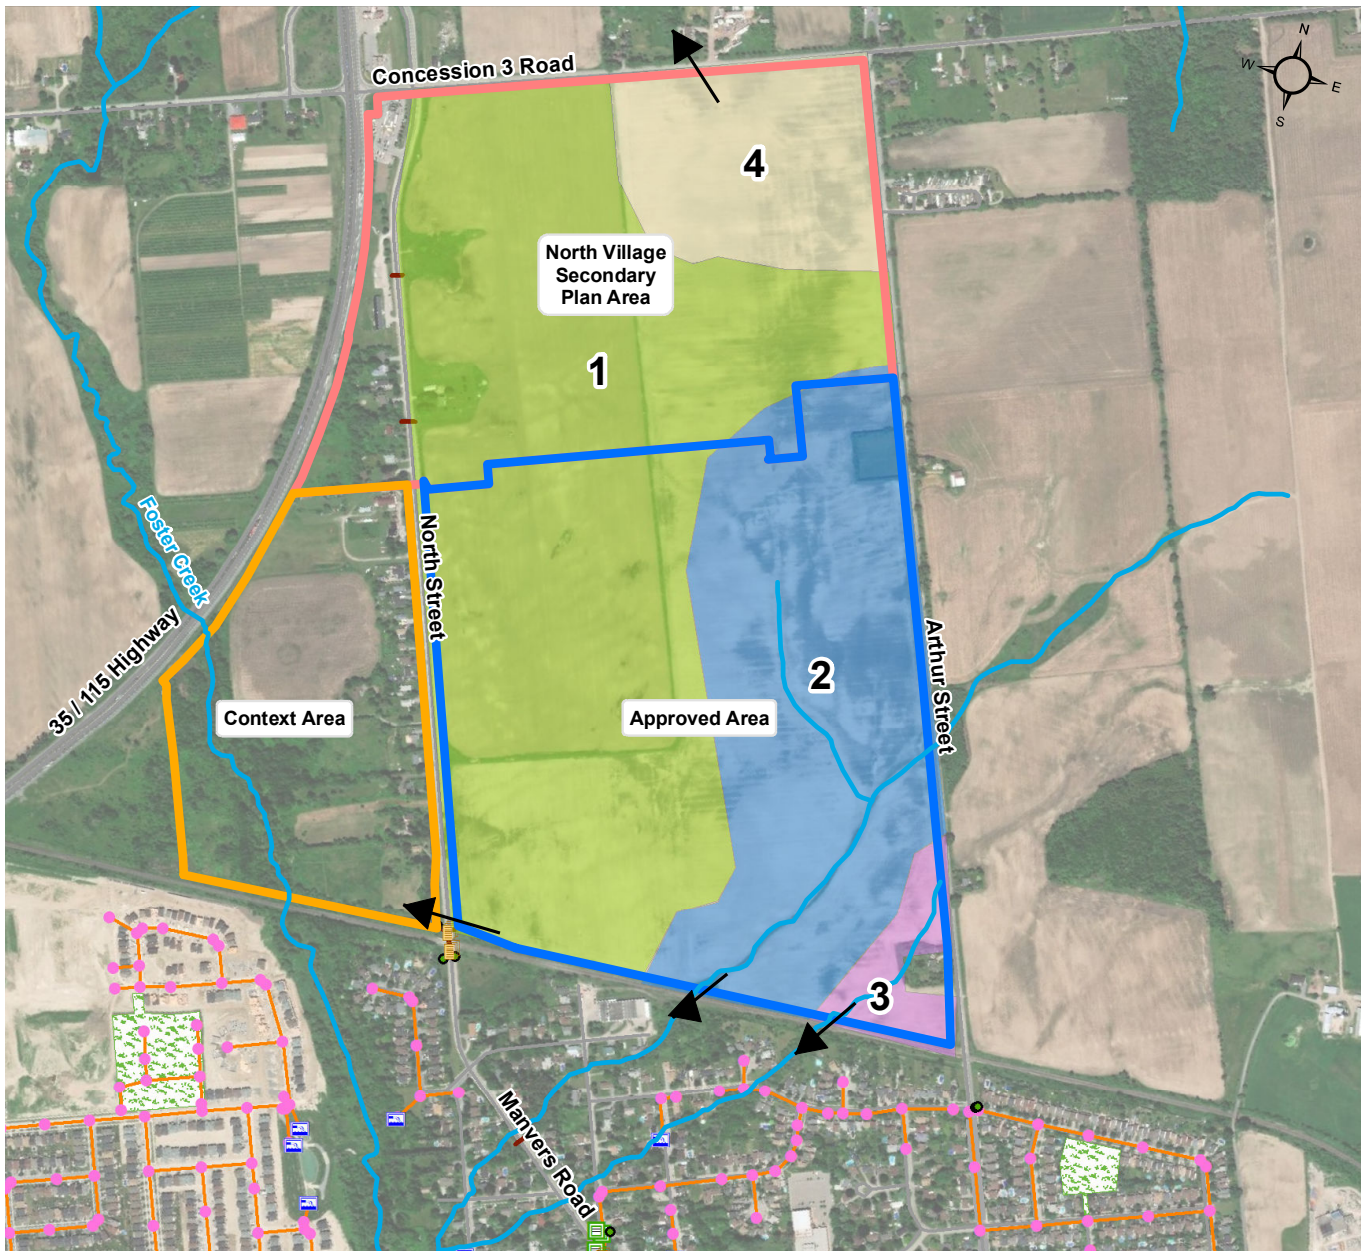 Concession 3 Road
N
W
E
S
4
North Village
Secondary
Plan Area
1
Foster Creek
North Street
35 / 115 Highway
Context Area
Approved Area
2
Arthur Street
3
Manvers Road